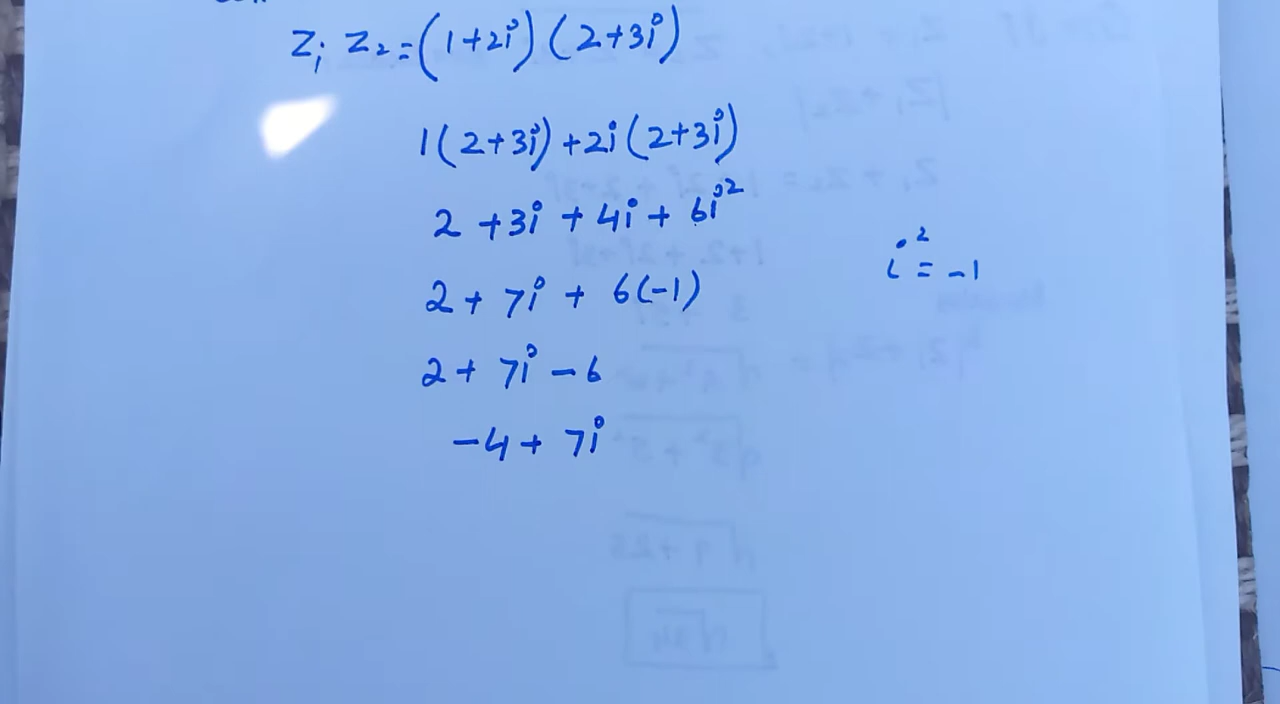 Z₁ Z₂=(1+2i)(2+3i)
1(2+3i)+2i(2+3i)
2 +3i + 4i + 6i²
i² = -1
2 + 7i + 6(-1)
2 + 7i - 6
-4 + 7i